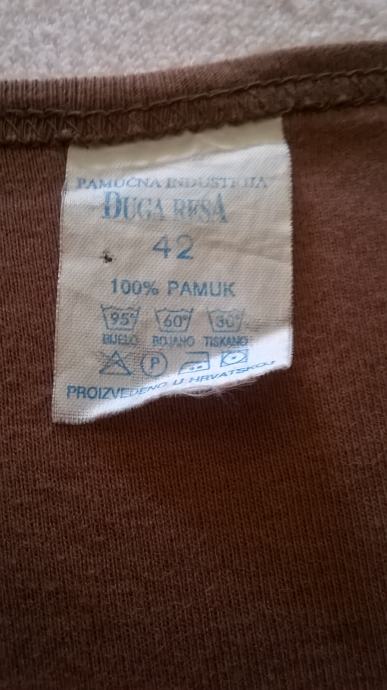 PAMUČNA INDUSTRIJA
DUGA RESA
42
100% PAMUK
95° 60° 30°
BIJELO BOJANO TISKANO
P
PROIZVEDENO U HRVATSKOJ